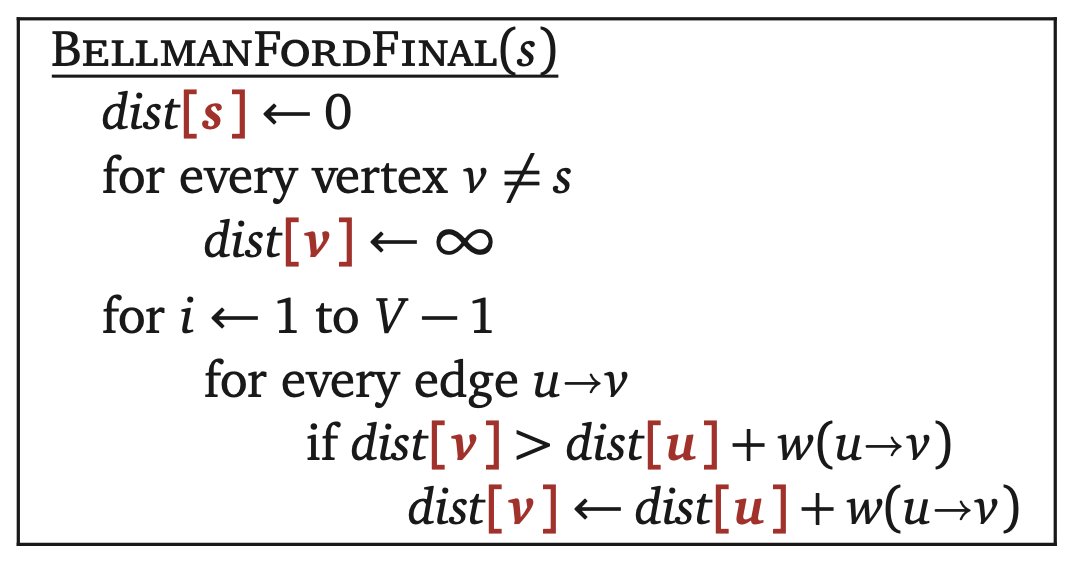 BELLMANFORDFINAL(s)
dist[s] ← 0
for every vertex v ≠ s
dist[v] ← ∞
for i ← 1 to V − 1
for every edge u→v
if dist[v] > dist[u] + w(u→v)
dist[v] ← dist[u] + w(u→v)